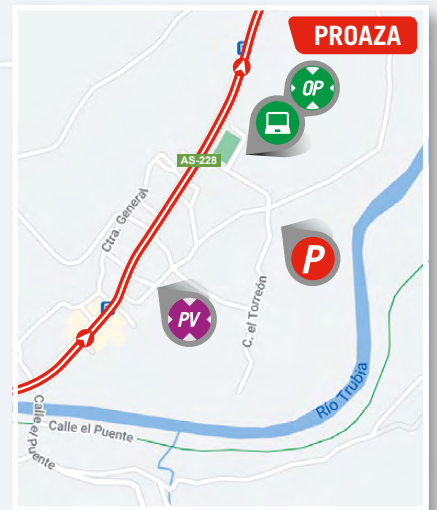 PROAZA
OP
AS-228
Ctra. General
P
PV
C. el Torreón
Río Trubia
Calle el Puente
Calle el Puente